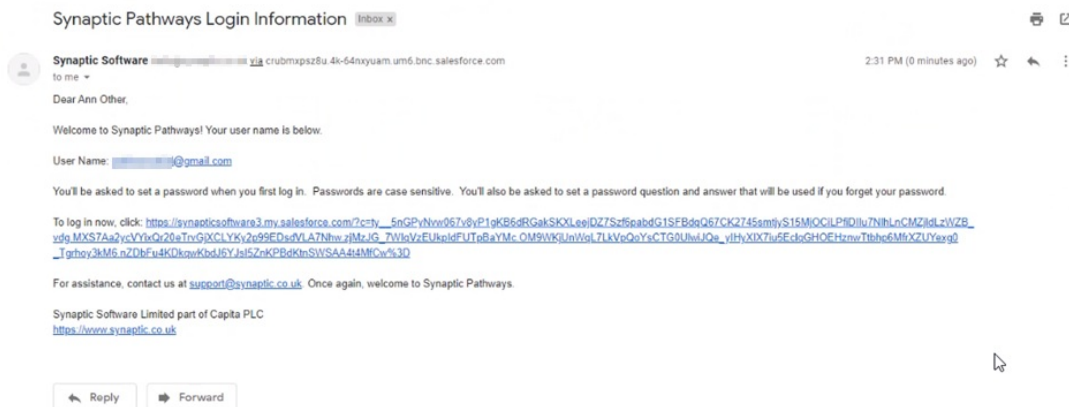 Synaptic Pathways Login Information Inbox x
Synaptic Software via crubmxpsz8u.4k-64nxyuam.um6.bnc.salesforce.com 2:31 PM (0 minutes ago)
to me
Dear Ann Other,
Welcome to Synaptic Pathways! Your user name is below.
User Name: @gmail.com
You'll be asked to set a password when you first log in. Passwords are case sensitive. You'll also be asked to set a password question and answer that will be used if you forget your password.
To log in now, click:
For assistance, contact us at support@synaptic.co.uk. Once again, welcome to Synaptic Pathways.
Synaptic Software Limited part of Capita PLC
https://www.synaptic.co.uk
Reply Forward